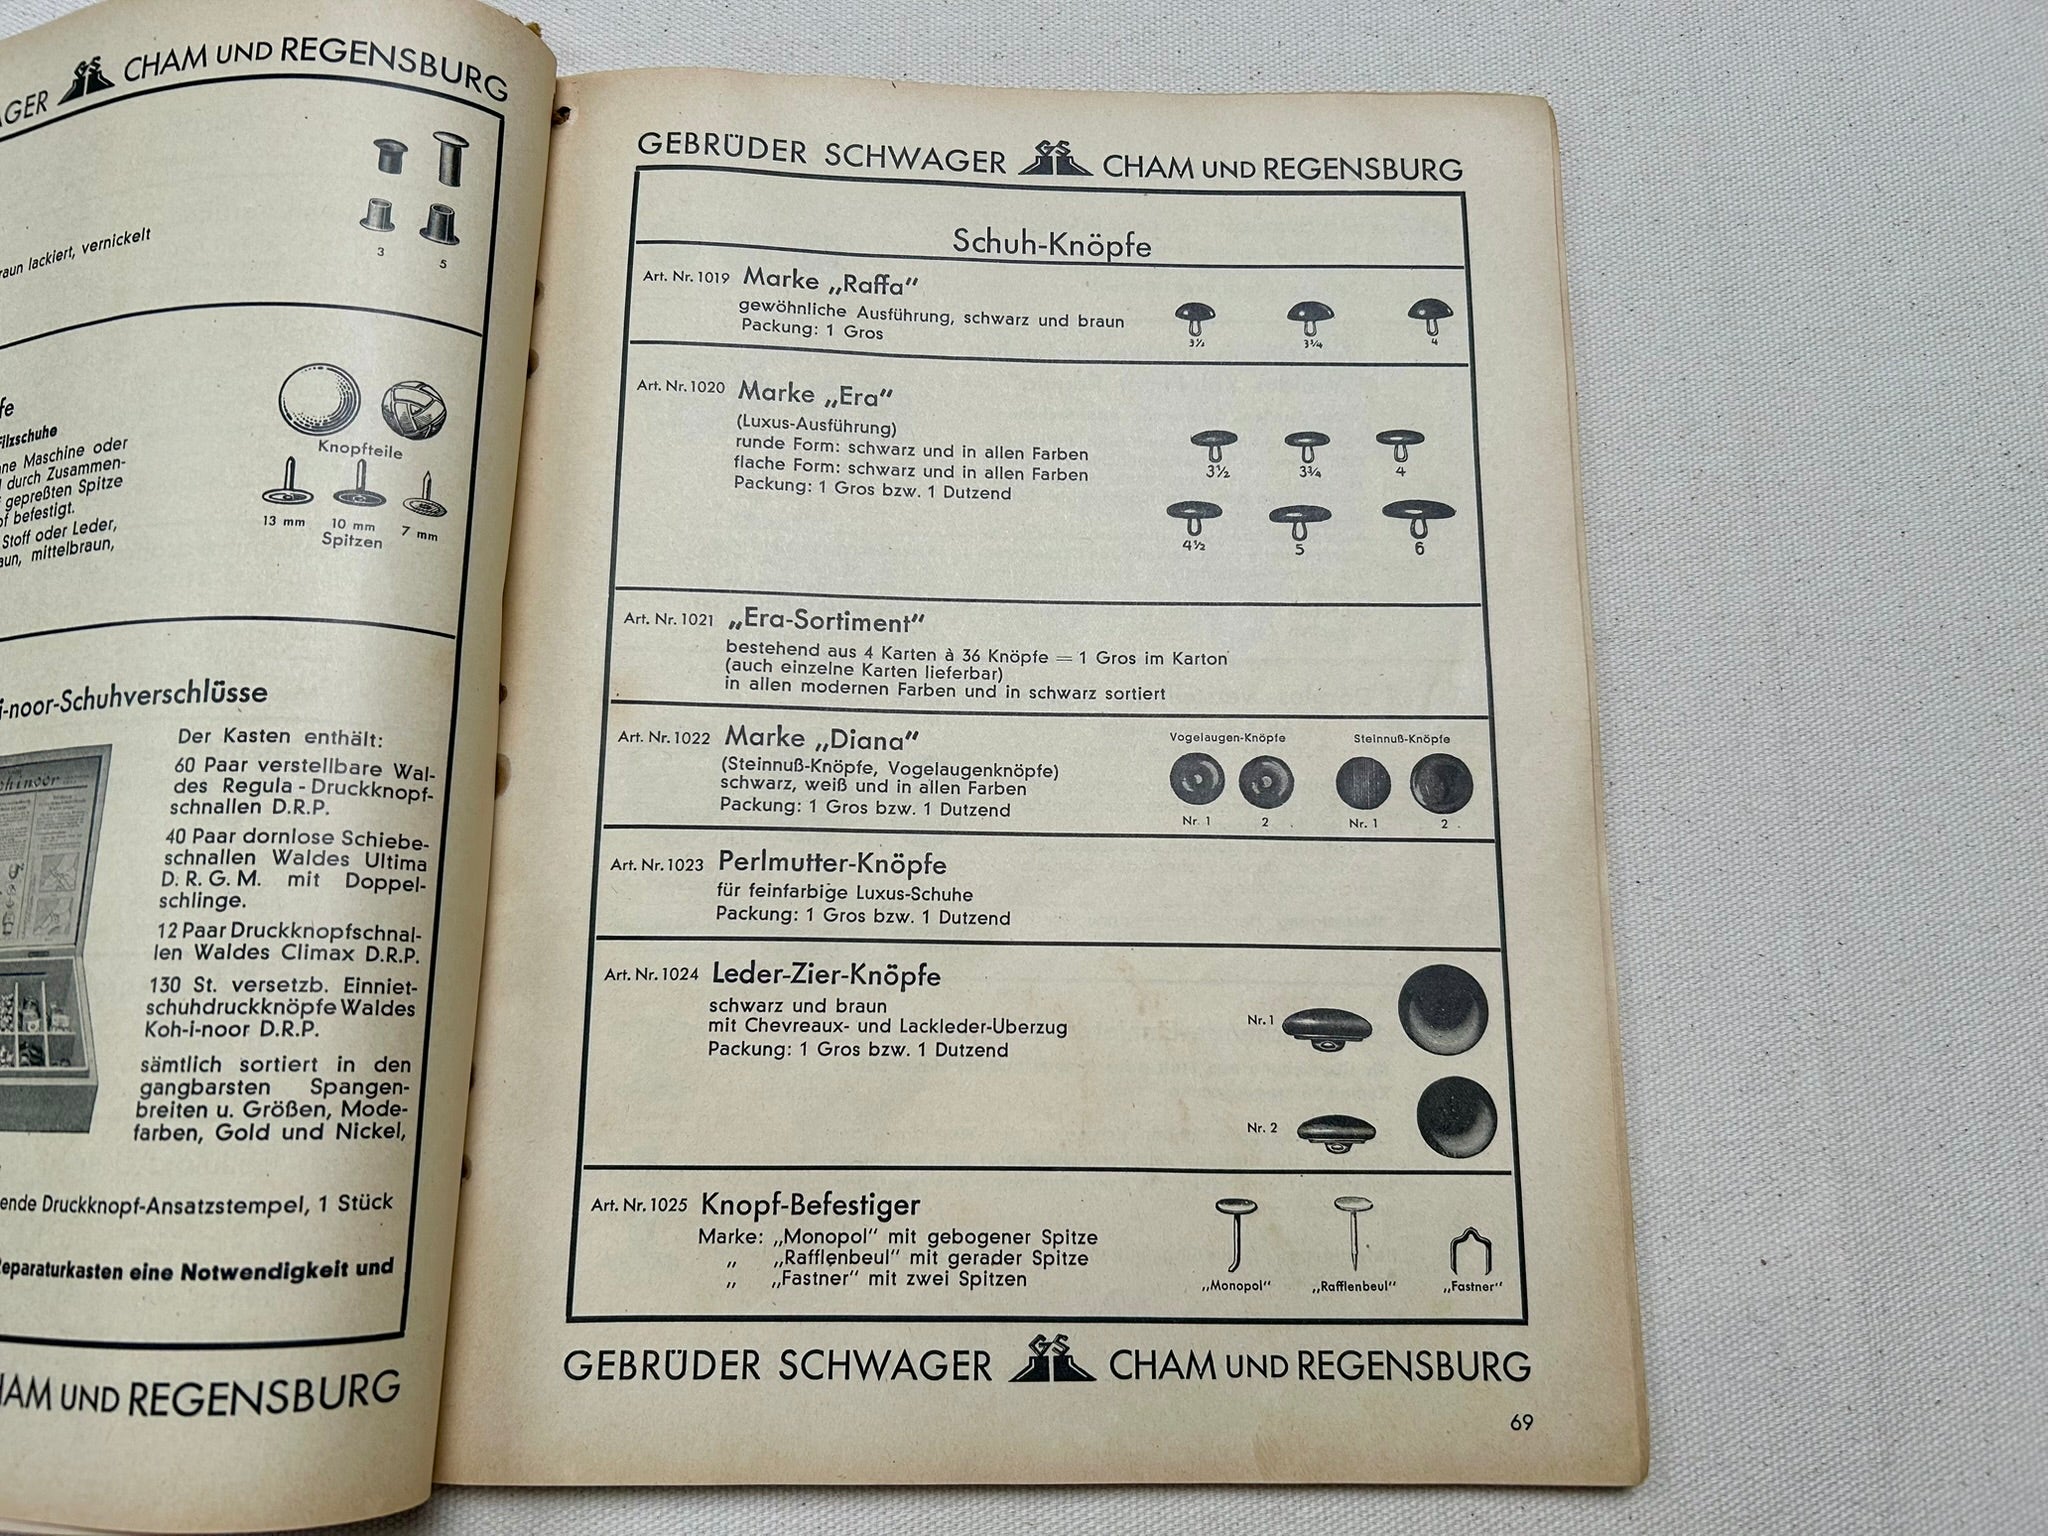 CHAM UND REGENSBURG
3
5
lackiert, vernickelt
Filzschuhe
Maschine oder
durch Zusammen-
gepreßten Spitze
befestigt.
Stoff oder Leder,
mittelbraun,
Knopfteile
13 mm 10 mm 7 mm
Spitzen
Schuhverschlüsse
Der Kasten enthält:
60 Paar verstellbare Wal-
des Regula-Druckknopf-
schnallen D.R.P.
40 Paar dornlose Schiebe-
schnallen Waldes Ultima
D. R. G. M. mit Doppel-
schlinge.
12 Paar Druckknopfschnal-
len Waldes Climax D.R.P.
130 St. versetzb. Einniet-
schuhdruckknöpfe Waldes
Koh-i-noor D.R.P.
sämtlich sortiert in den
gangbarsten Spangen-
breiten u. Größen, Mode-
farben, Gold und Nickel,
Druckknopf-Ansatzstempel, 1 Stück
eine Notwendigkeit und
UND REGENSBURG
GEBRÜDER SCHWAGER GS CHAM UND REGENSBURG
Schuh-Knöpfe
Art. Nr. 1019 Marke „Raffa“
gewöhnliche Ausführung, schwarz und braun
Packung: 1 Gros
3½ 3¾ 4
Art. Nr. 1020 Marke „Era“
(Luxus-Ausführung)
runde Form: schwarz und in allen Farben
flache Form: schwarz und in allen Farben
Packung: 1 Gros bzw. 1 Dutzend
3½ 3¾ 4
4½ 5 6
Art. Nr. 1021 „Era-Sortiment“
bestehend aus 4 Karten à 36 Knöpfe = 1 Gros im Karton
(auch einzelne Karten lieferbar)
in allen modernen Farben und in schwarz sortiert
Art. Nr. 1022 Marke „Diana“
(Steinnuß-Knöpfe, Vogelaugenknöpfe)
schwarz, weiß und in allen Farben
Packung: 1 Gros bzw. 1 Dutzend
Vogelaugen-Knöpfe Steinnuß-Knöpfe
Nr. 1 2 Nr. 1 2
Art. Nr. 1023 Perlmutter-Knöpfe
für feinfarbige Luxus-Schuhe
Packung: 1 Gros bzw. 1 Dutzend
Art. Nr. 1024 Leder-Zier-Knöpfe
schwarz und braun
mit Chevreaux- und Lackleder-Überzug
Packung: 1 Gros bzw. 1 Dutzend
Nr. 1
Nr. 2
Art. Nr. 1025 Knopf-Befestiger
Marke: „Monopol“ mit gebogener Spitze
„ „Rafflenbeul“ mit gerader Spitze
„ „Fastner“ mit zwei Spitzen
„Monopol“ „Rafflenbeul“ „Fastner“
GEBRÜDER SCHWAGER GS CHAM UND REGENSBURG
69